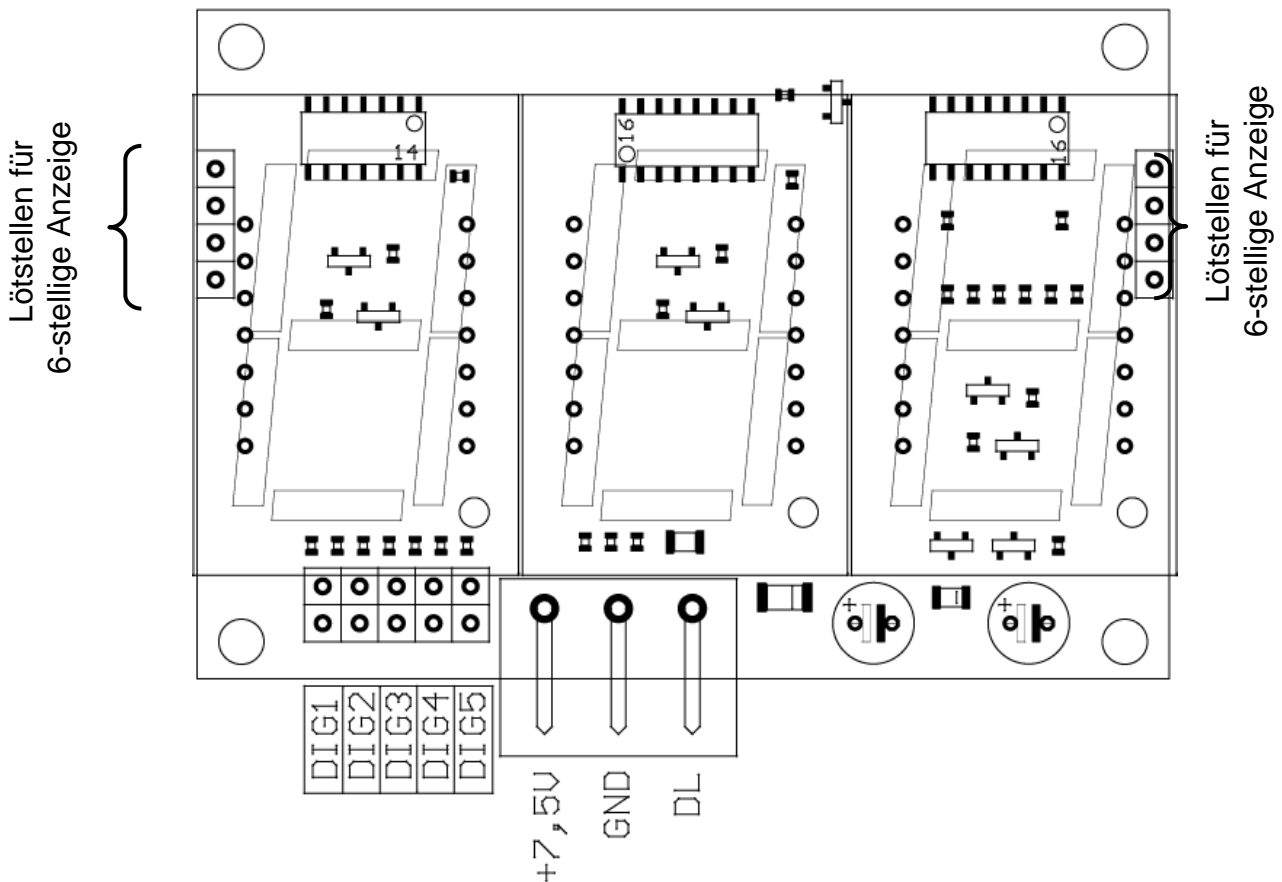 Lötstellen für
6-stellige Anzeige
14
16
16
Lötstellen für
6-stellige Anzeige
+
+
DIG1
DIG2
DIG3
DIG4
DIG5
+7,5V
GND
DL